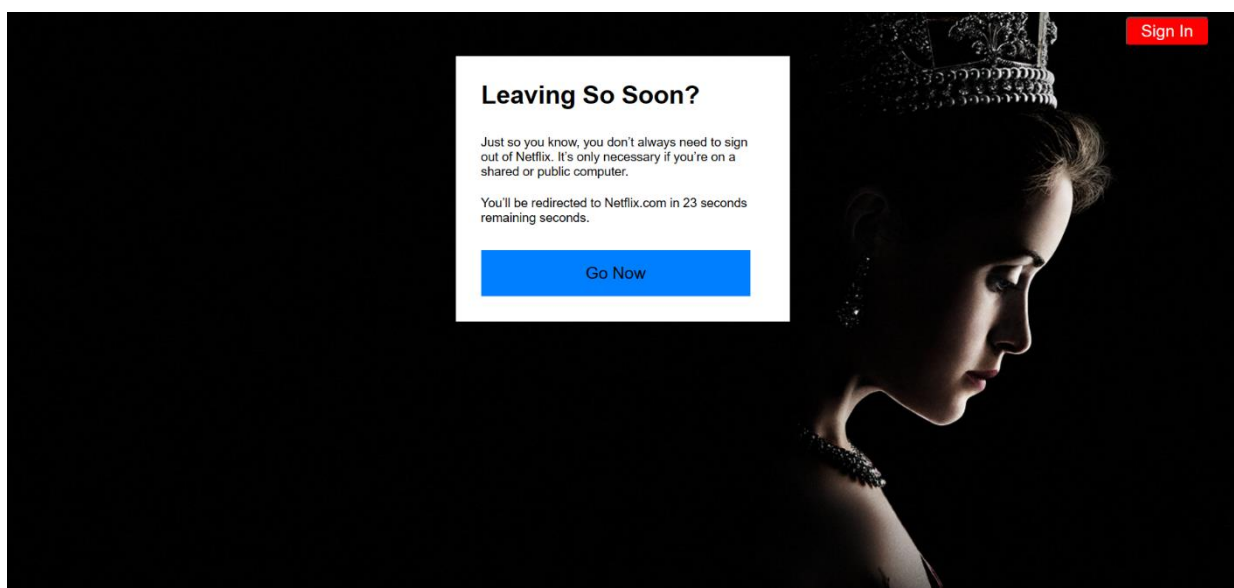 Sign In
Leaving So Soon?
Just so you know, you don’t always need to sign
out of Netflix. It’s only necessary if you’re on a
shared or public computer.
You’ll be redirected to Netflix.com in 23 seconds
remaining seconds.
Go Now